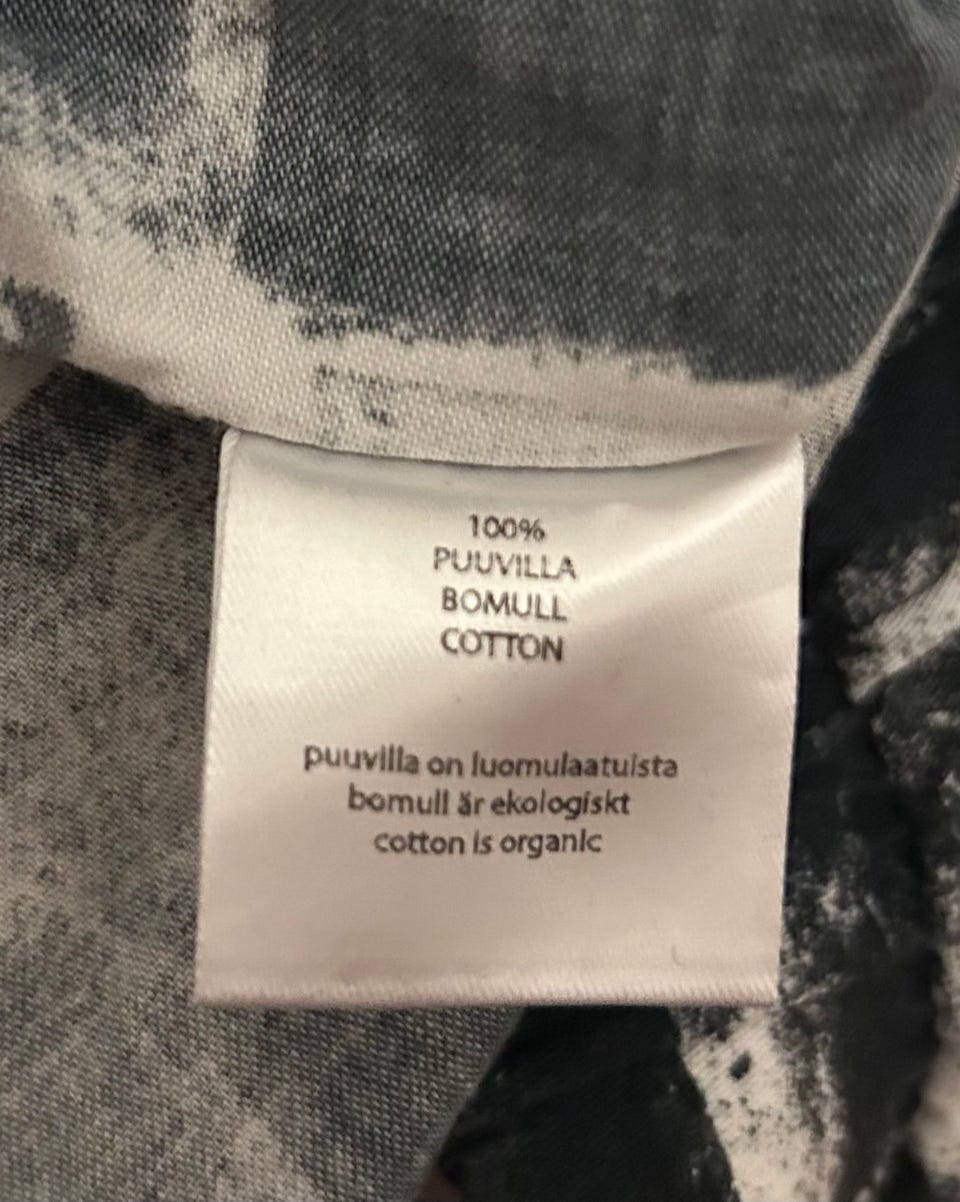 100%
PUUVILLA
BOMULL
COTTON
puuvilla on luomulaatuista
bomull är ekologiskt
cotton is organic